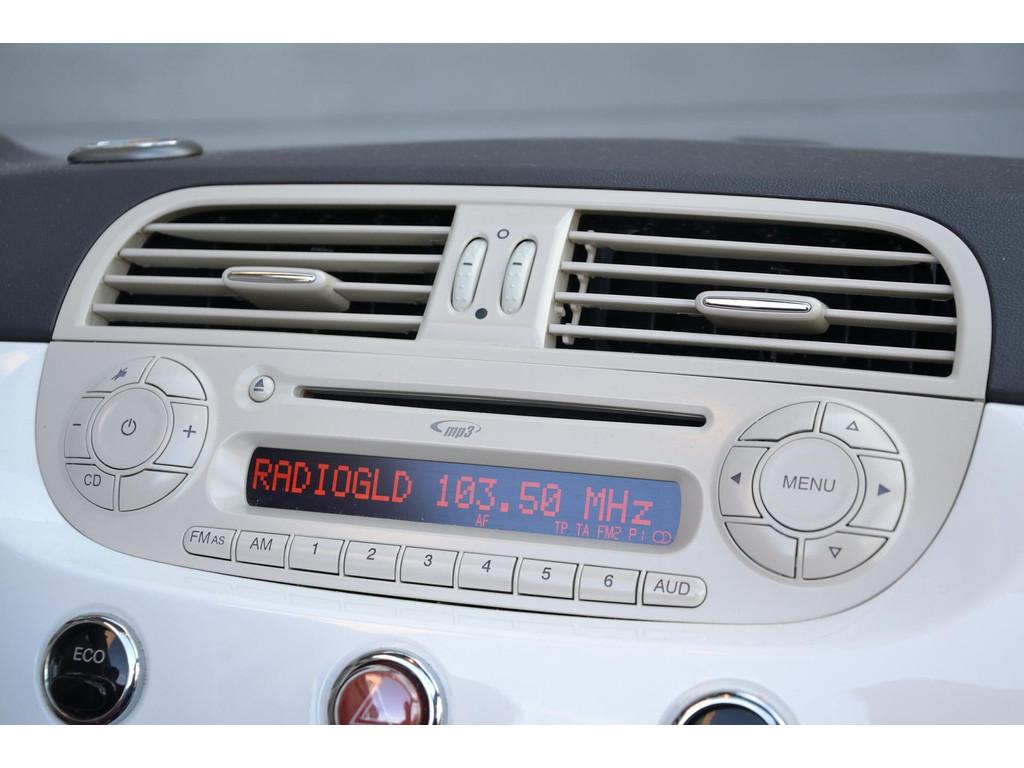 mp3
CD
RADIOGLD 103.50 MHz
AF TP TA FM2 P1
MENU
FM AS AM 1 2 3 4 5 6 AUD
ECO